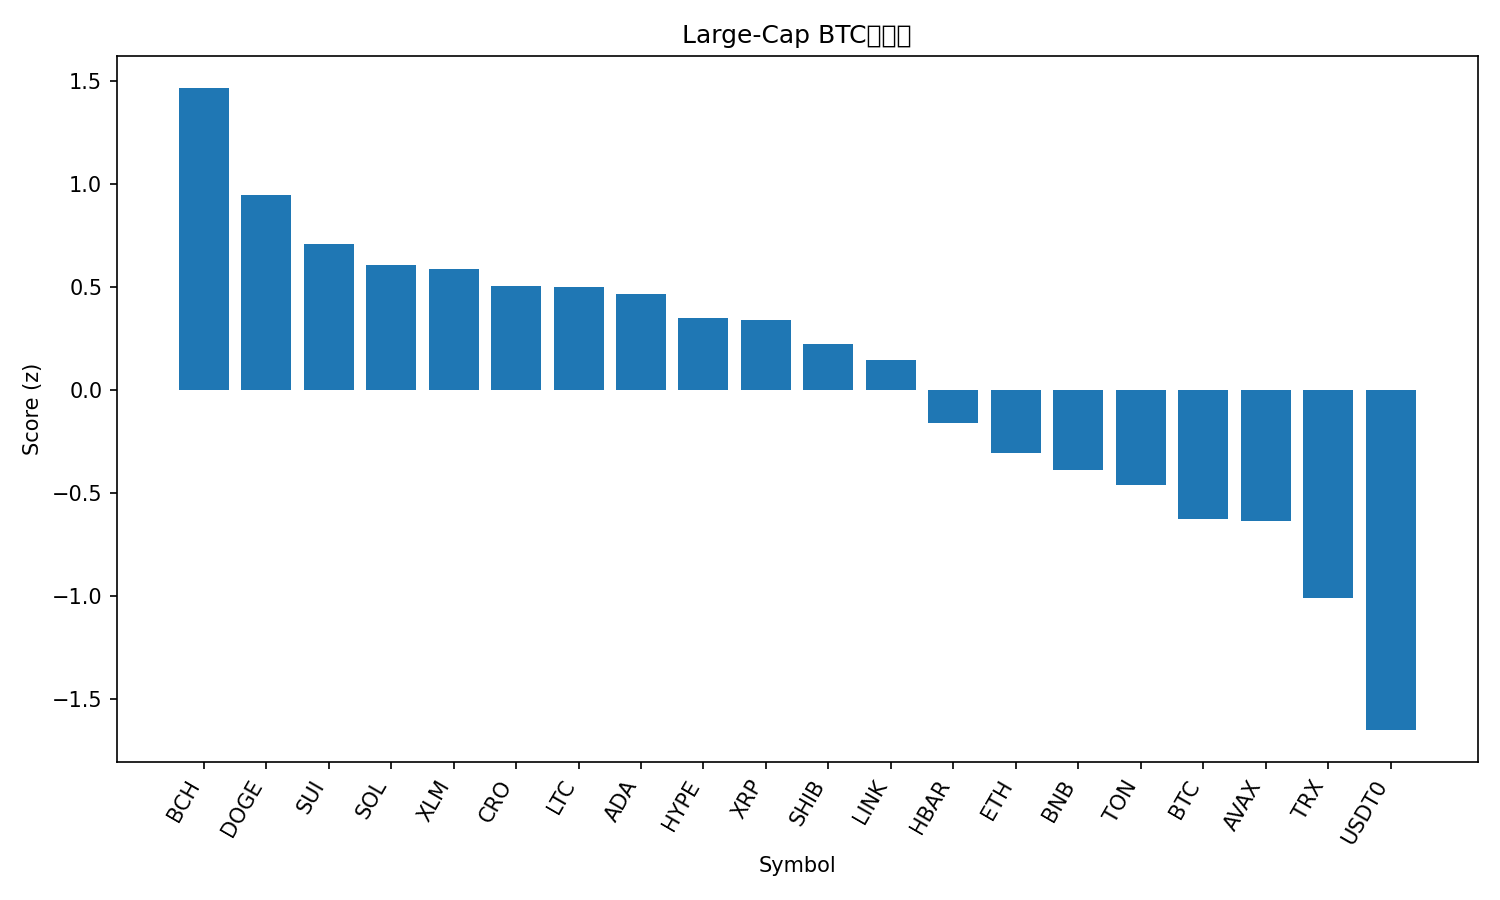 Large-Cap BTC
1.5
1.0
0.5
0.0
−0.5
−1.0
−1.5
Score (z)
BCH
DOGE
SUI
SOL
XLM
CRO
LTC
ADA
HYPE
XRP
SHIB
LINK
HBAR
ETH
BNB
TON
BTC
AVAX
TRX
USDT0
Symbol